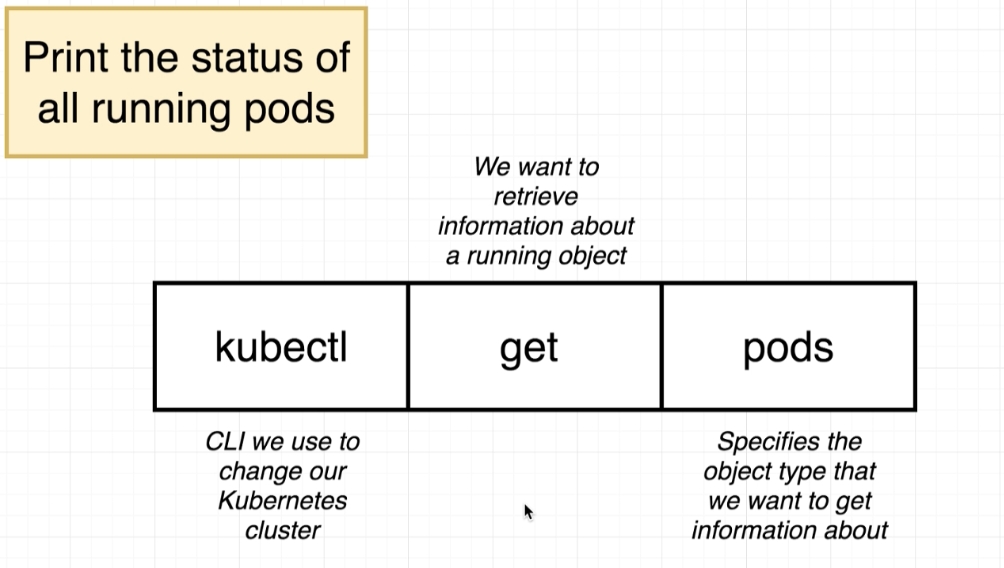 Print the status of
all running pods
We want to
retrieve
information about
a running object
kubectl
get
pods
CLI we use to
change our
Kubernetes
cluster
Specifies the
object type that
we want to get
information about